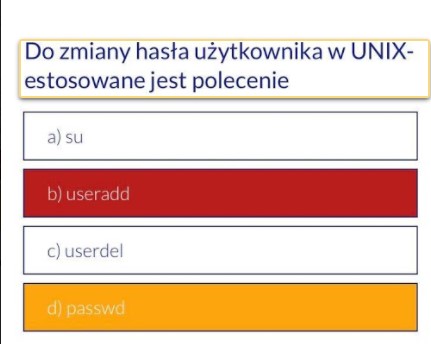 Do zmiany hasła użytkownika w UNIX-
estosowane jest polecenie
a) su
b) useradd
c) userdel
d) passwd